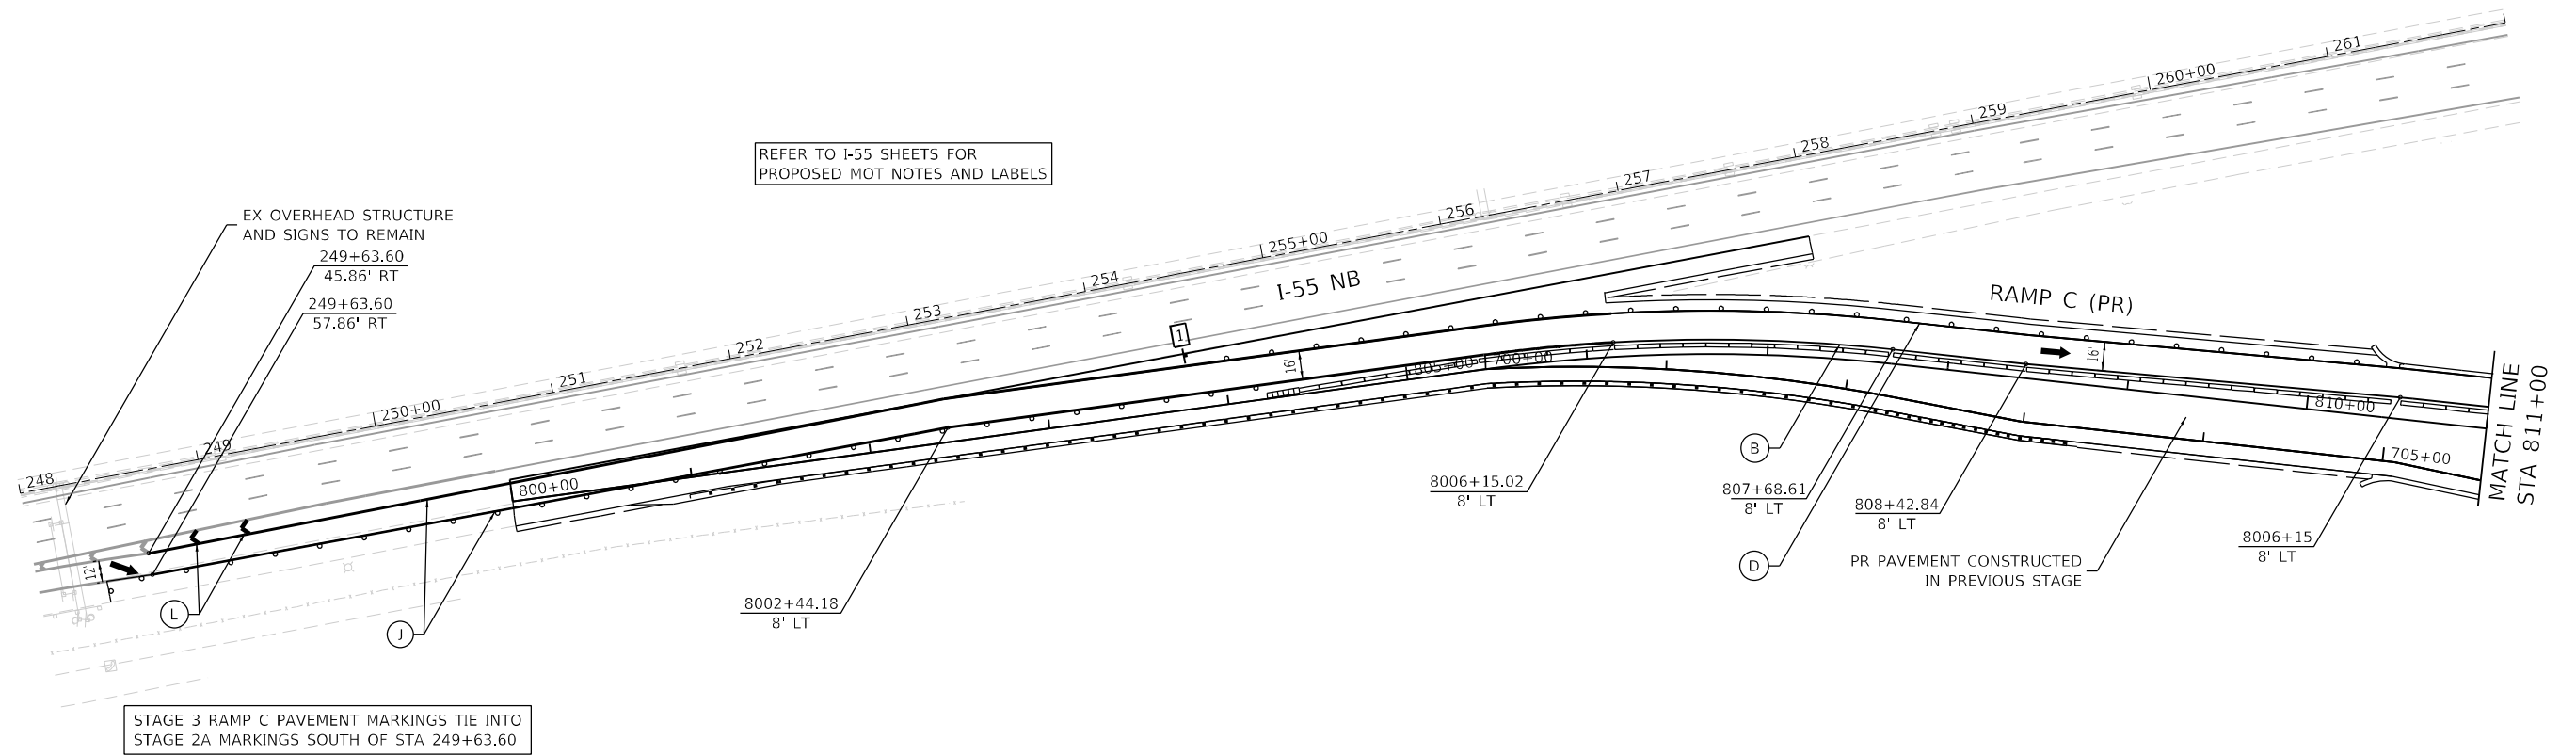 261
260+00
259
258
257
256
255+00
254
253
252
251
250+00
249
248
REFER TO I-55 SHEETS FOR
PROPOSED MOT NOTES AND LABELS
EX OVERHEAD STRUCTURE
AND SIGNS TO REMAIN
249+63.60
45.86' RT
249+63.60
57.86' RT
I-55 NB
RAMP C (PR)
1
16'
16'
12'
800+00
805+00
700+00
810+00
705+00
MATCH LINE
STA 811+00
B
D
L
J
8006+15.02
8' LT
807+68.61
8' LT
808+42.84
8' LT
8006+15
8' LT
8002+44.18
8' LT
PR PAVEMENT CONSTRUCTED
IN PREVIOUS STAGE
STAGE 3 RAMP C PAVEMENT MARKINGS TIE INTO
STAGE 2A MARKINGS SOUTH OF STA 249+63.60